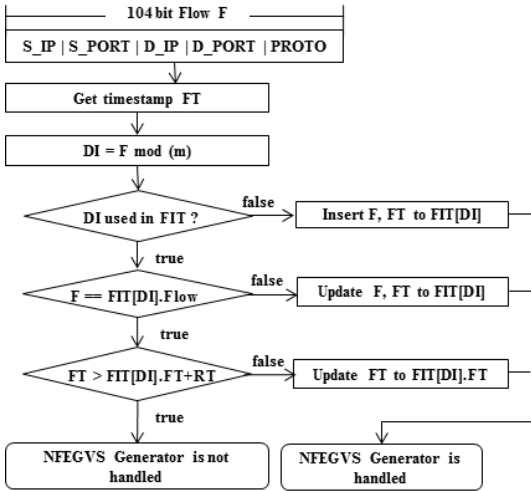 104 bit Flow F
S_IP | S_PORT | D_IP | D_PORT | PROTO
Get timestamp FT
DI = F mod (m)
DI used in FIT ?
false
Insert F, FT to FIT[DI]
true
F == FIT[DI].Flow
false
Update F, FT to FIT[DI]
true
FT > FIT[DI].FT+RT
false
Update FT to FIT[DI].FT
true
NFEGVS Generator is not
handled
NFEGVS Generator is
handled